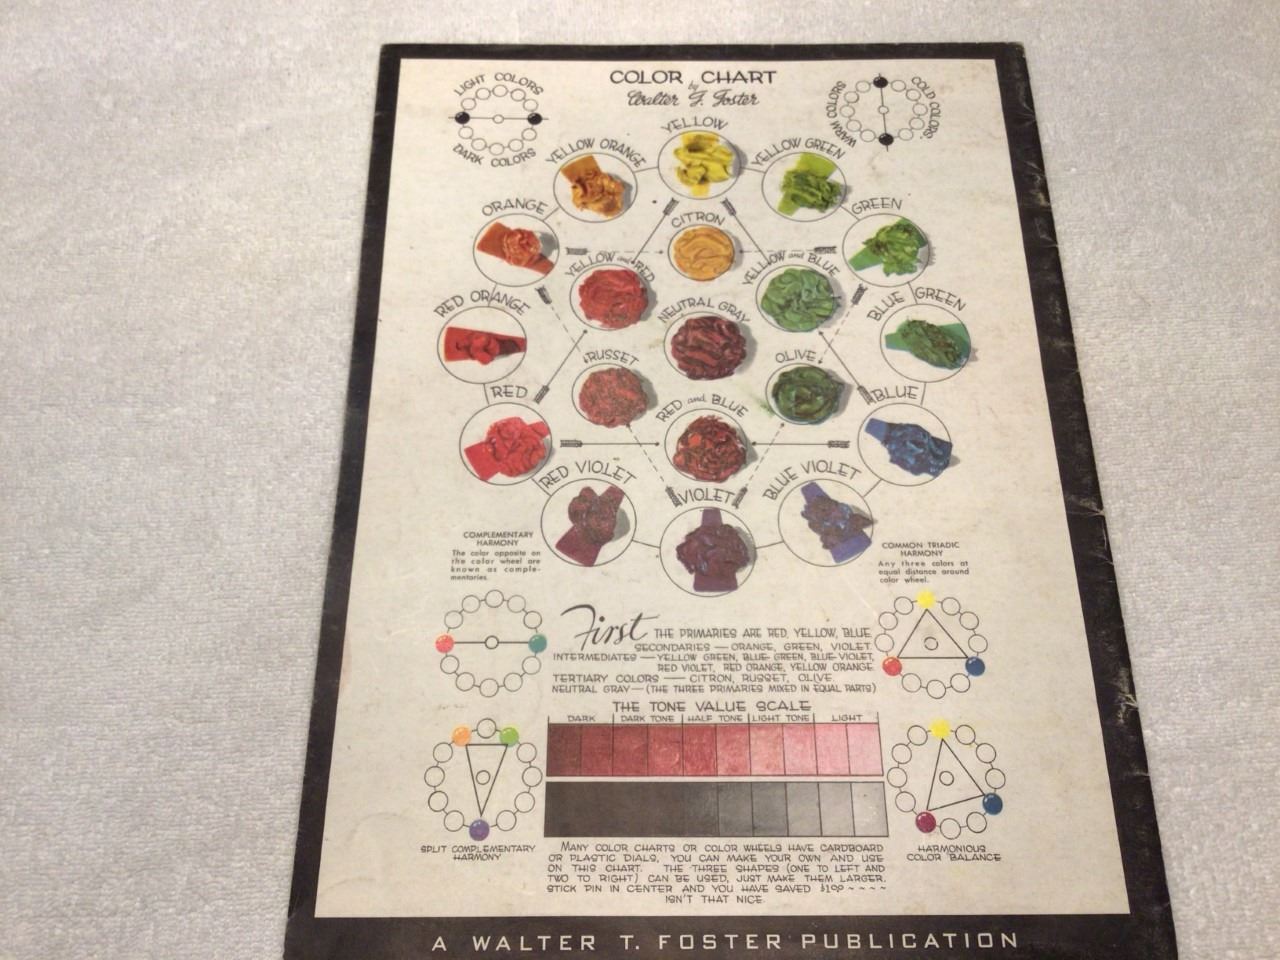 COLOR CHART
by
Walter T. Foster
LIGHT COLORS
DARK COLORS
WARM COLORS
COLD COLORS
YELLOW
YELLOW ORANGE
YELLOW GREEN
ORANGE
CITRON
GREEN
YELLOW and RED
YELLOW and BLUE
RED ORANGE
NEUTRAL GRAY
BLUE GREEN
RUSSET
OLIVE
RED
RED and BLUE
BLUE
RED VIOLET
VIOLET
BLUE VIOLET
COMPLEMENTARY
HARMONY
The color opposite on
the color wheel are
known as comple-
mentaries.
COMMON TRIADIC
HARMONY
Any three colors at
equal distance around
color wheel.
First THE PRIMARIES ARE RED, YELLOW, BLUE
SECONDARIES — ORANGE, GREEN, VIOLET.
INTERMEDIATES — YELLOW GREEN, BLUE GREEN, BLUE VIOLET,
RED VIOLET, RED ORANGE, YELLOW ORANGE
TERTIARY COLORS — CITRON, RUSSET, OLIVE.
NEUTRAL GRAY — (THE THREE PRIMARIES MIXED IN EQUAL PARTS)
THE TONE VALUE SCALE
DARK DARK TONE HALF TONE LIGHT TONE LIGHT
SPLIT COMPLEMENTARY
HARMONY
HARMONIOUS
COLOR BALANCE
MANY COLOR CHARTS OR COLOR WHEELS HAVE CARDBOARD
OR PLASTIC DIALS, YOU CAN MAKE YOUR OWN AND USE
ON THIS CHART. THE THREE SHAPES (ONE TO LEFT AND
TWO TO RIGHT) CAN BE USED, JUST MAKE THEM LARGER.
STICK PIN IN CENTER AND YOU HAVE SAVED $1.00 ~ ~ ~ ~
ISN'T THAT NICE.
A WALTER T. FOSTER PUBLICATION